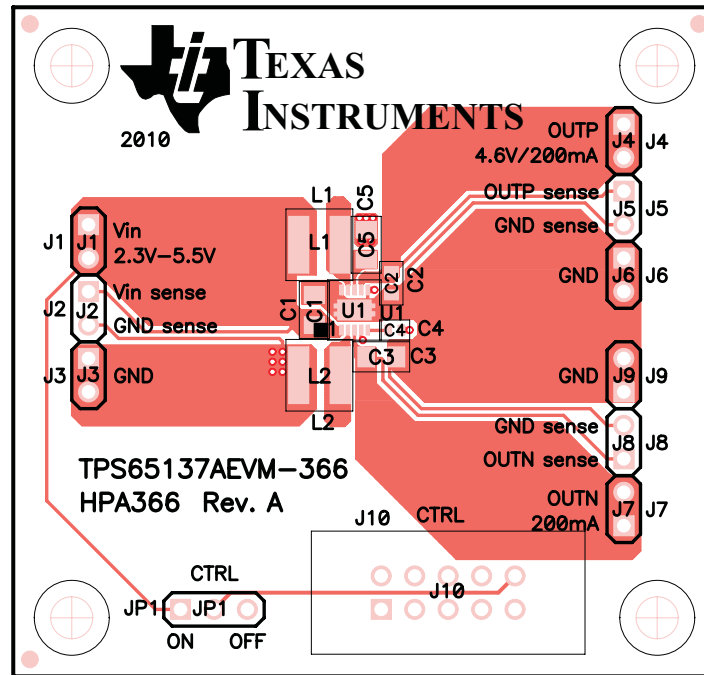 TEXAS
INSTRUMENTS
2010
OUTP
4.6V/200mA
J4 J4
OUTP sense
GND sense
J5 J5
GND
J6 J6
L1
L1
C5
C5
J1 J1
Vin
2.3V-5.5V
J2 J2
Vin sense
GND sense
J3 J3
GND
C1 C1
C2 C2
U1 U1
1
C4 C4
C3 C3
L2
L2
GND
J9 J9
GND sense
OUTN sense
J8 J8
OUTN
200mA
J7 J7
TPS65137AEVM-366
HPA366 Rev. A
J10 CTRL
J10
CTRL
JP1 JP1
ON OFF